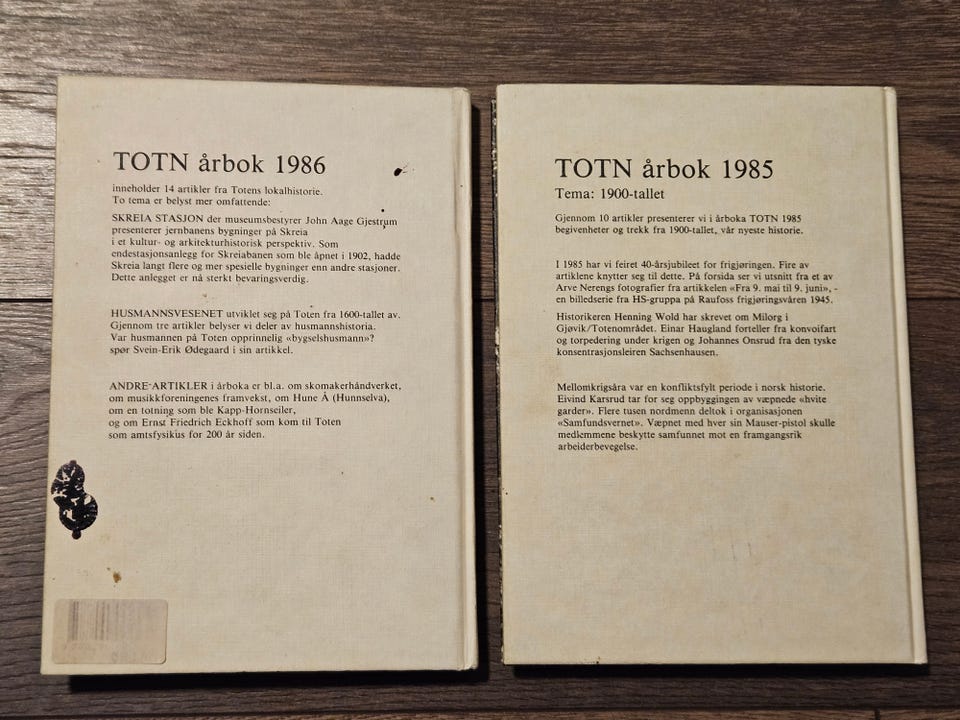 TOTN årbok 1986
inneholder 14 artikler fra Totens lokalhistorie.
To tema er belyst mer omfattende:
SKREIA STASJON der museumsbestyrer John Aage Gjestrum
presenterer jernbanens bygninger på Skreia
i et kultur- og arkitekturhistorisk perspektiv. Som
endestasjonsanlegg for Skreiabanen som ble åpnet i 1902, hadde
Skreia langt flere og mer spesielle bygninger enn andre stasjoner.
Dette anlegget er nå sterkt bevaringsverdig.
HUSMANNSVESENET utviklet seg på Toten fra 1600-tallet av.
Gjennom tre artikler belyser vi deler av husmannshistoria.
Var husmannen på Toten opprinnelig «bygselshusmann»?
spør Svein-Erik Ødegaard i sin artikkel.
ANDRE ARTIKLER i årboka er bl.a. om skomakerhåndverket,
om musikkforeningenes framvekst, om Hune Å (Hunnselva),
om en totning som ble Kapp-Hornseiler,
og om Ernst Friedrich Eckhoff som kom til Toten
som amtsfysikus for 200 år siden.
TOTN årbok 1985
Tema: 1900-tallet
Gjennom 10 artikler presenterer vi i årboka TOTN 1985
begivenheter og trekk fra 1900-tallet, vår nyeste historie.
I 1985 har vi feiret 40-årsjubileet for frigjøringen. Fire av
artiklene knytter seg til dette. På forsida ser vi utsnitt fra et av
Arve Nerengs fotografier fra artikkelen «Fra 9. mai til 9. juni», -
en billedserie fra HS-gruppa på Raufoss frigjøringsvåren 1945.
Historikeren Henning Wold har skrevet om Milorg i
Gjøvik/Totenområdet. Einar Haugland forteller fra konvoifart
og torpedering under krigen og Johannes Onsrud fra den tyske
konsentrasjonsleiren Sachsenhausen.
Mellomkrigsåra var en konfliktsfylt periode i norsk historie.
Eivind Karsrud tar for seg oppbyggingen av væpnede «hvite
garder». Flere tusen nordmenn deltok i organisasjonen
«Samfundsvernet». Væpnet med hver sin Mauser-pistol skulle
medlemmene beskytte samfunnet mot en framgangsrik
arbeiderbevegelse.